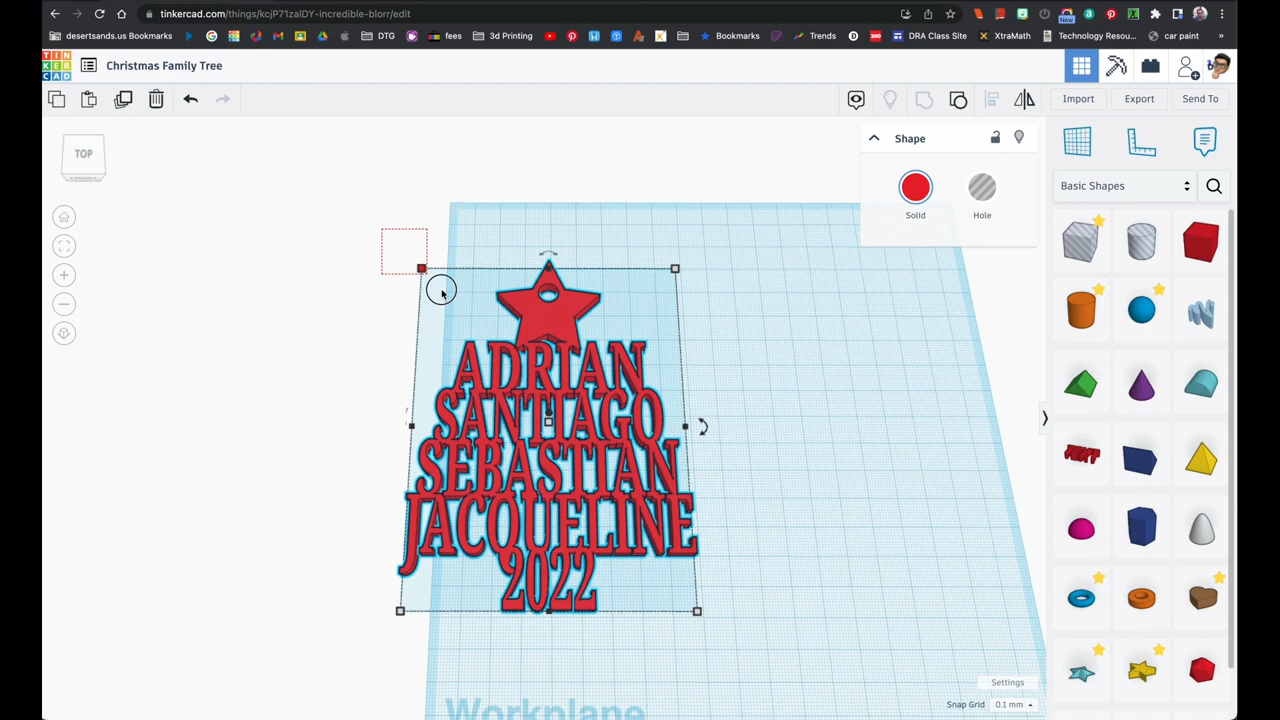 tinkercad.com/things/kcjP71zalDY-incredible-blorr/edit
desertsands.us Bookmarks
DTG
fees
3d Printing
Bookmarks
Trends
DRA Class Site
XtraMath
Technology Resou...
car paint
»
New
TIN
KER
CAD
Christmas Family Tree
Import
Export
Send To
TOP
Shape
Solid
Hole
Basic Shapes
ADRIAN
SANTIAGO
SEBASTIAN
JACQUELINE
2022
Workplane
Settings
Snap Grid 0.1 mm